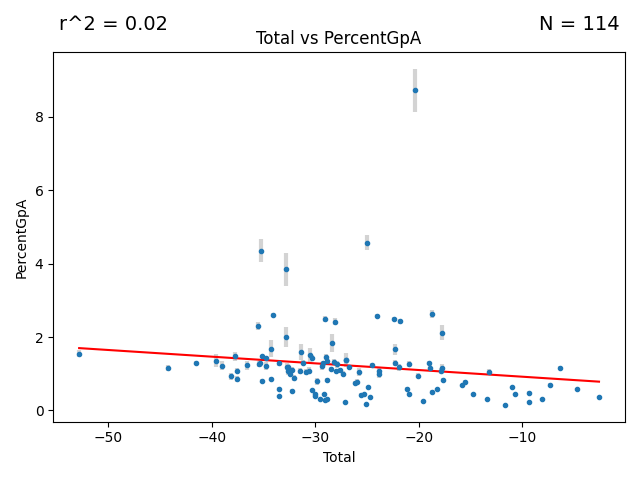 r^2 = 0.02
N = 114
Total vs PercentGpA
PercentGpA
8
6
4
2
0
−50
−40
−30
−20
−10
Total